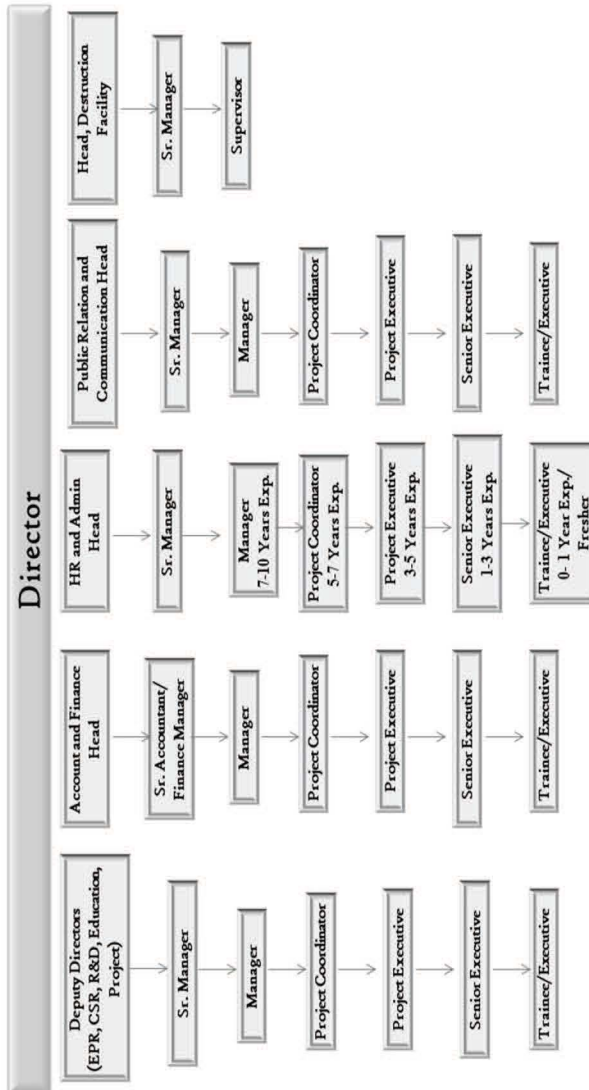 Director
Deputy Directors
(EPR, CSR, R&D, Education,
Project)
Sr. Manager
Manager
Project Coordinator
Project Executive
Senior Executive
Trainee/Executive
Account and Finance
Head
Sr. Accountant/
Finance Manager
Manager
Project Coordinator
Project Executive
Senior Executive
Trainee/Executive
HR and Admin
Head
Sr. Manager
Manager
7-10 Years Exp.
Project Coordinator
5-7 Years Exp.
Project Executive
3-5 Years Exp.
Senior Executive
1-3 Years Exp.
Trainee/Executive
0- 1 Year Exp./
Fresher
Public Relation and
Communication Head
Sr. Manager
Manager
Project Coordinator
Project Executive
Senior Executive
Trainee/Executive
Head, Destruction
Facility
Sr. Manager
Supervisor